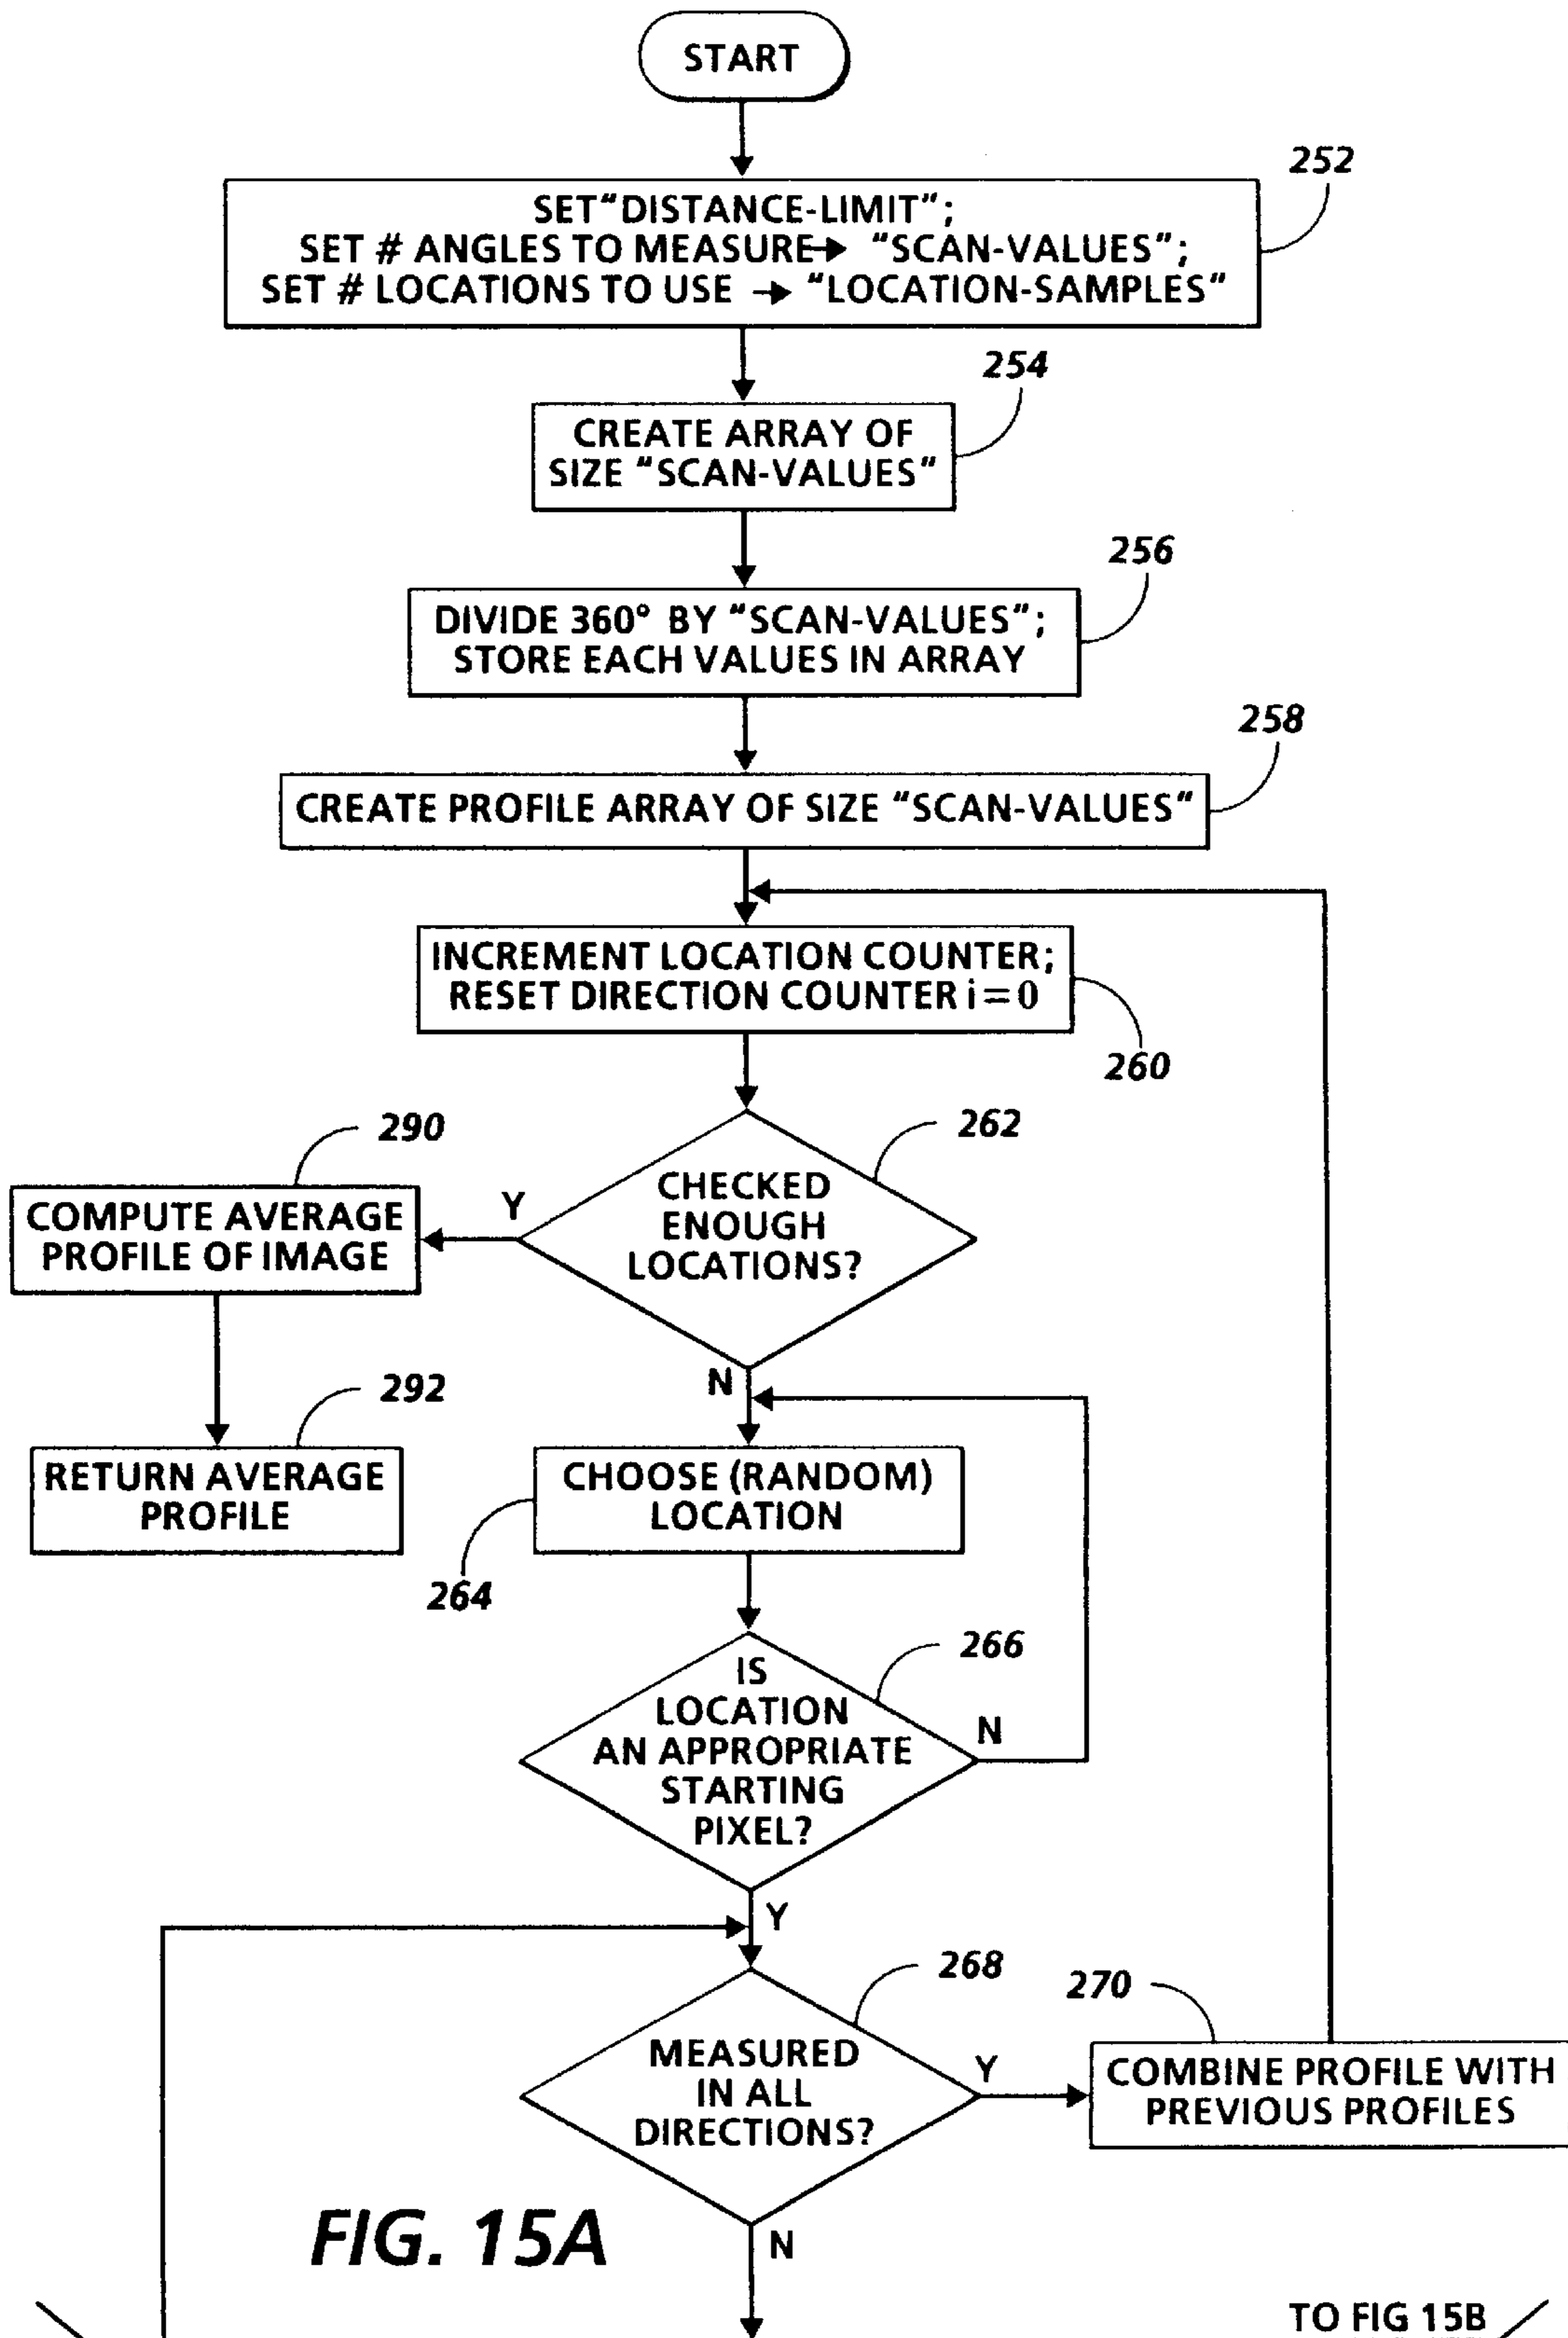 START
252
SET"DISTANCE-LIMIT";
SET # ANGLES TO MEASURE→ "SCAN-VALUES";
SET # LOCATIONS TO USE → "LOCATION-SAMPLES"
254
CREATE ARRAY OF
SIZE "SCAN-VALUES"
256
DIVIDE 360° BY "SCAN-VALUES";
STORE EACH VALUES IN ARRAY
258
CREATE PROFILE ARRAY OF SIZE "SCAN-VALUES"
INCREMENT LOCATION COUNTER;
RESET DIRECTION COUNTER i=0
260
262
CHECKED
ENOUGH
LOCATIONS?
Y
290
COMPUTE AVERAGE
PROFILE OF IMAGE
292
RETURN AVERAGE
PROFILE
N
CHOOSE (RANDOM)
LOCATION
264
266
IS
LOCATION
AN APPROPRIATE
STARTING
PIXEL?
N
Y
268
MEASURED
IN ALL
DIRECTIONS?
Y
270
COMBINE PROFILE WITH
PREVIOUS PROFILES
N
FIG. 15A
TO FIG 15B